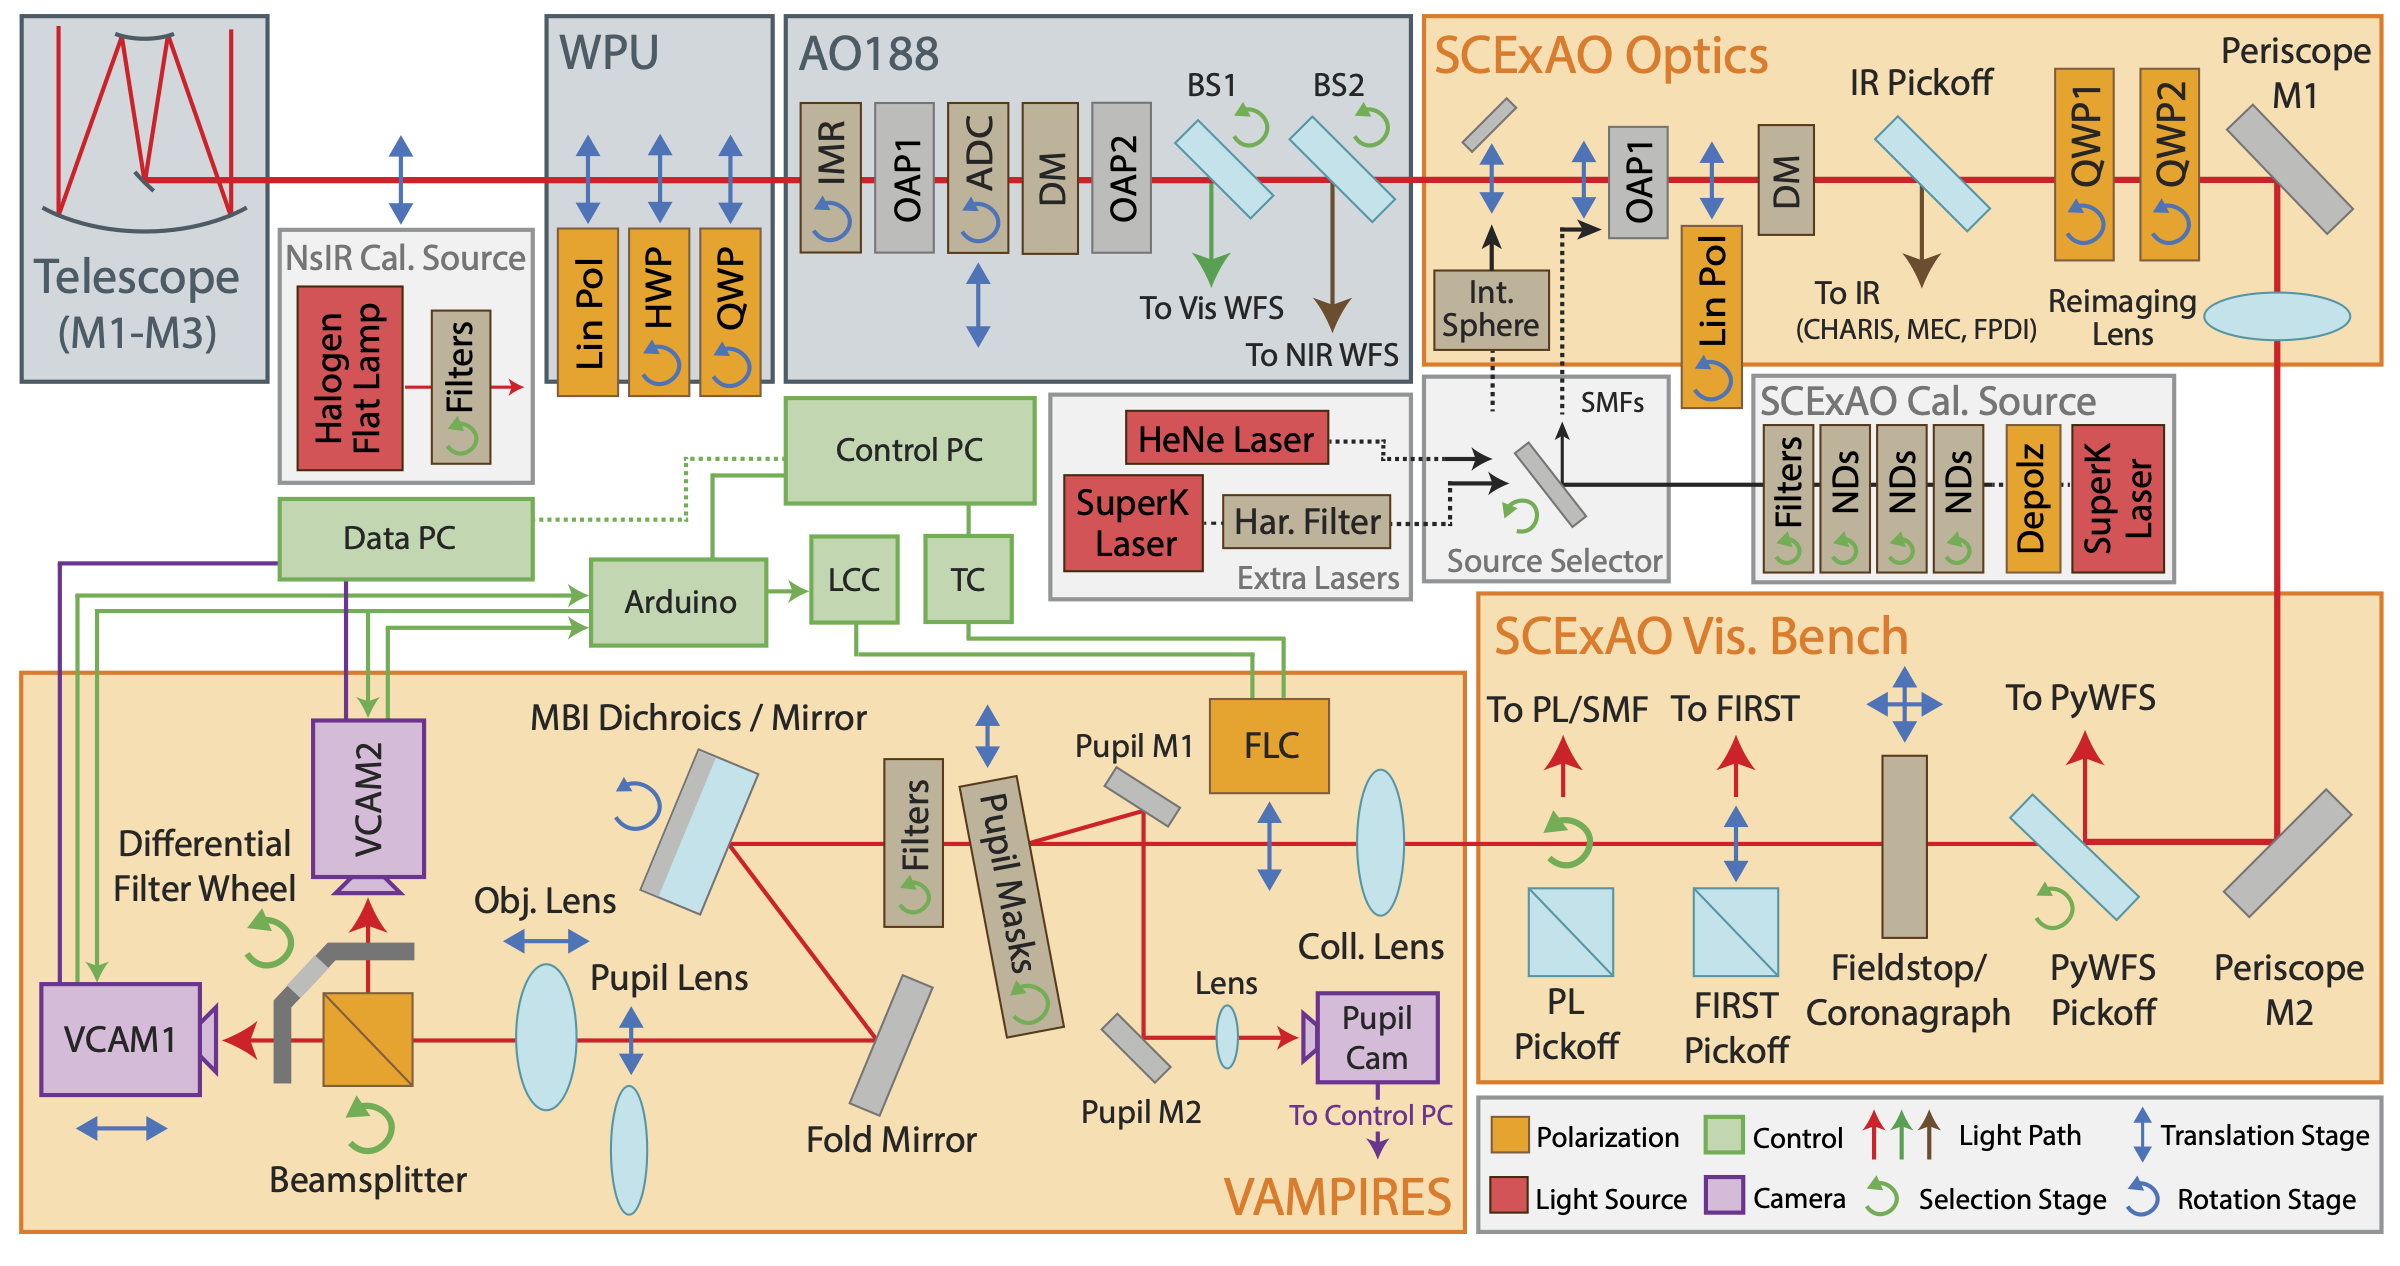 Telescope
(M1-M3)
NsIR Cal. Source
Halogen
Flat Lamp
Filters
WPU
Lin Pol
HWP
QWP
AO188
IMR
OAP1
ADC
DM
OAP2
BS1
BS2
To Vis WFS
To NIR WFS
SCExAO Optics
Int.
Sphere
OAP1
Lin Pol
DM
IR Pickoff
To IR
(CHARIS, MEC, FPDI)
QWP1
QWP2
Periscope
M1
Reimaging
Lens
Control PC
Data PC
Arduino
LCC
TC
HeNe Laser
SuperK
Laser
Har. Filter
Extra Lasers
SMFs
Source Selector
SCExAO Cal. Source
Filters
NDs
NDs
NDs
Depolz
SuperK
Laser
SCExAO Vis. Bench
To PL/SMF
To FIRST
To PyWFS
PL
Pickoff
FIRST
Pickoff
Fieldstop/
Coronagraph
PyWFS
Pickoff
Periscope
M2
VCAM2
Differential
Filter Wheel
VCAM1
Beamsplitter
Obj. Lens
Pupil Lens
MBI Dichroics / Mirror
Fold Mirror
Filters
Pupil Masks
Pupil M1
FLC
Coll. Lens
Lens
Pupil M2
Pupil
Cam
To Control PC
VAMPIRES
Polarization
Control
Light Path
Translation Stage
Light Source
Camera
Selection Stage
Rotation Stage